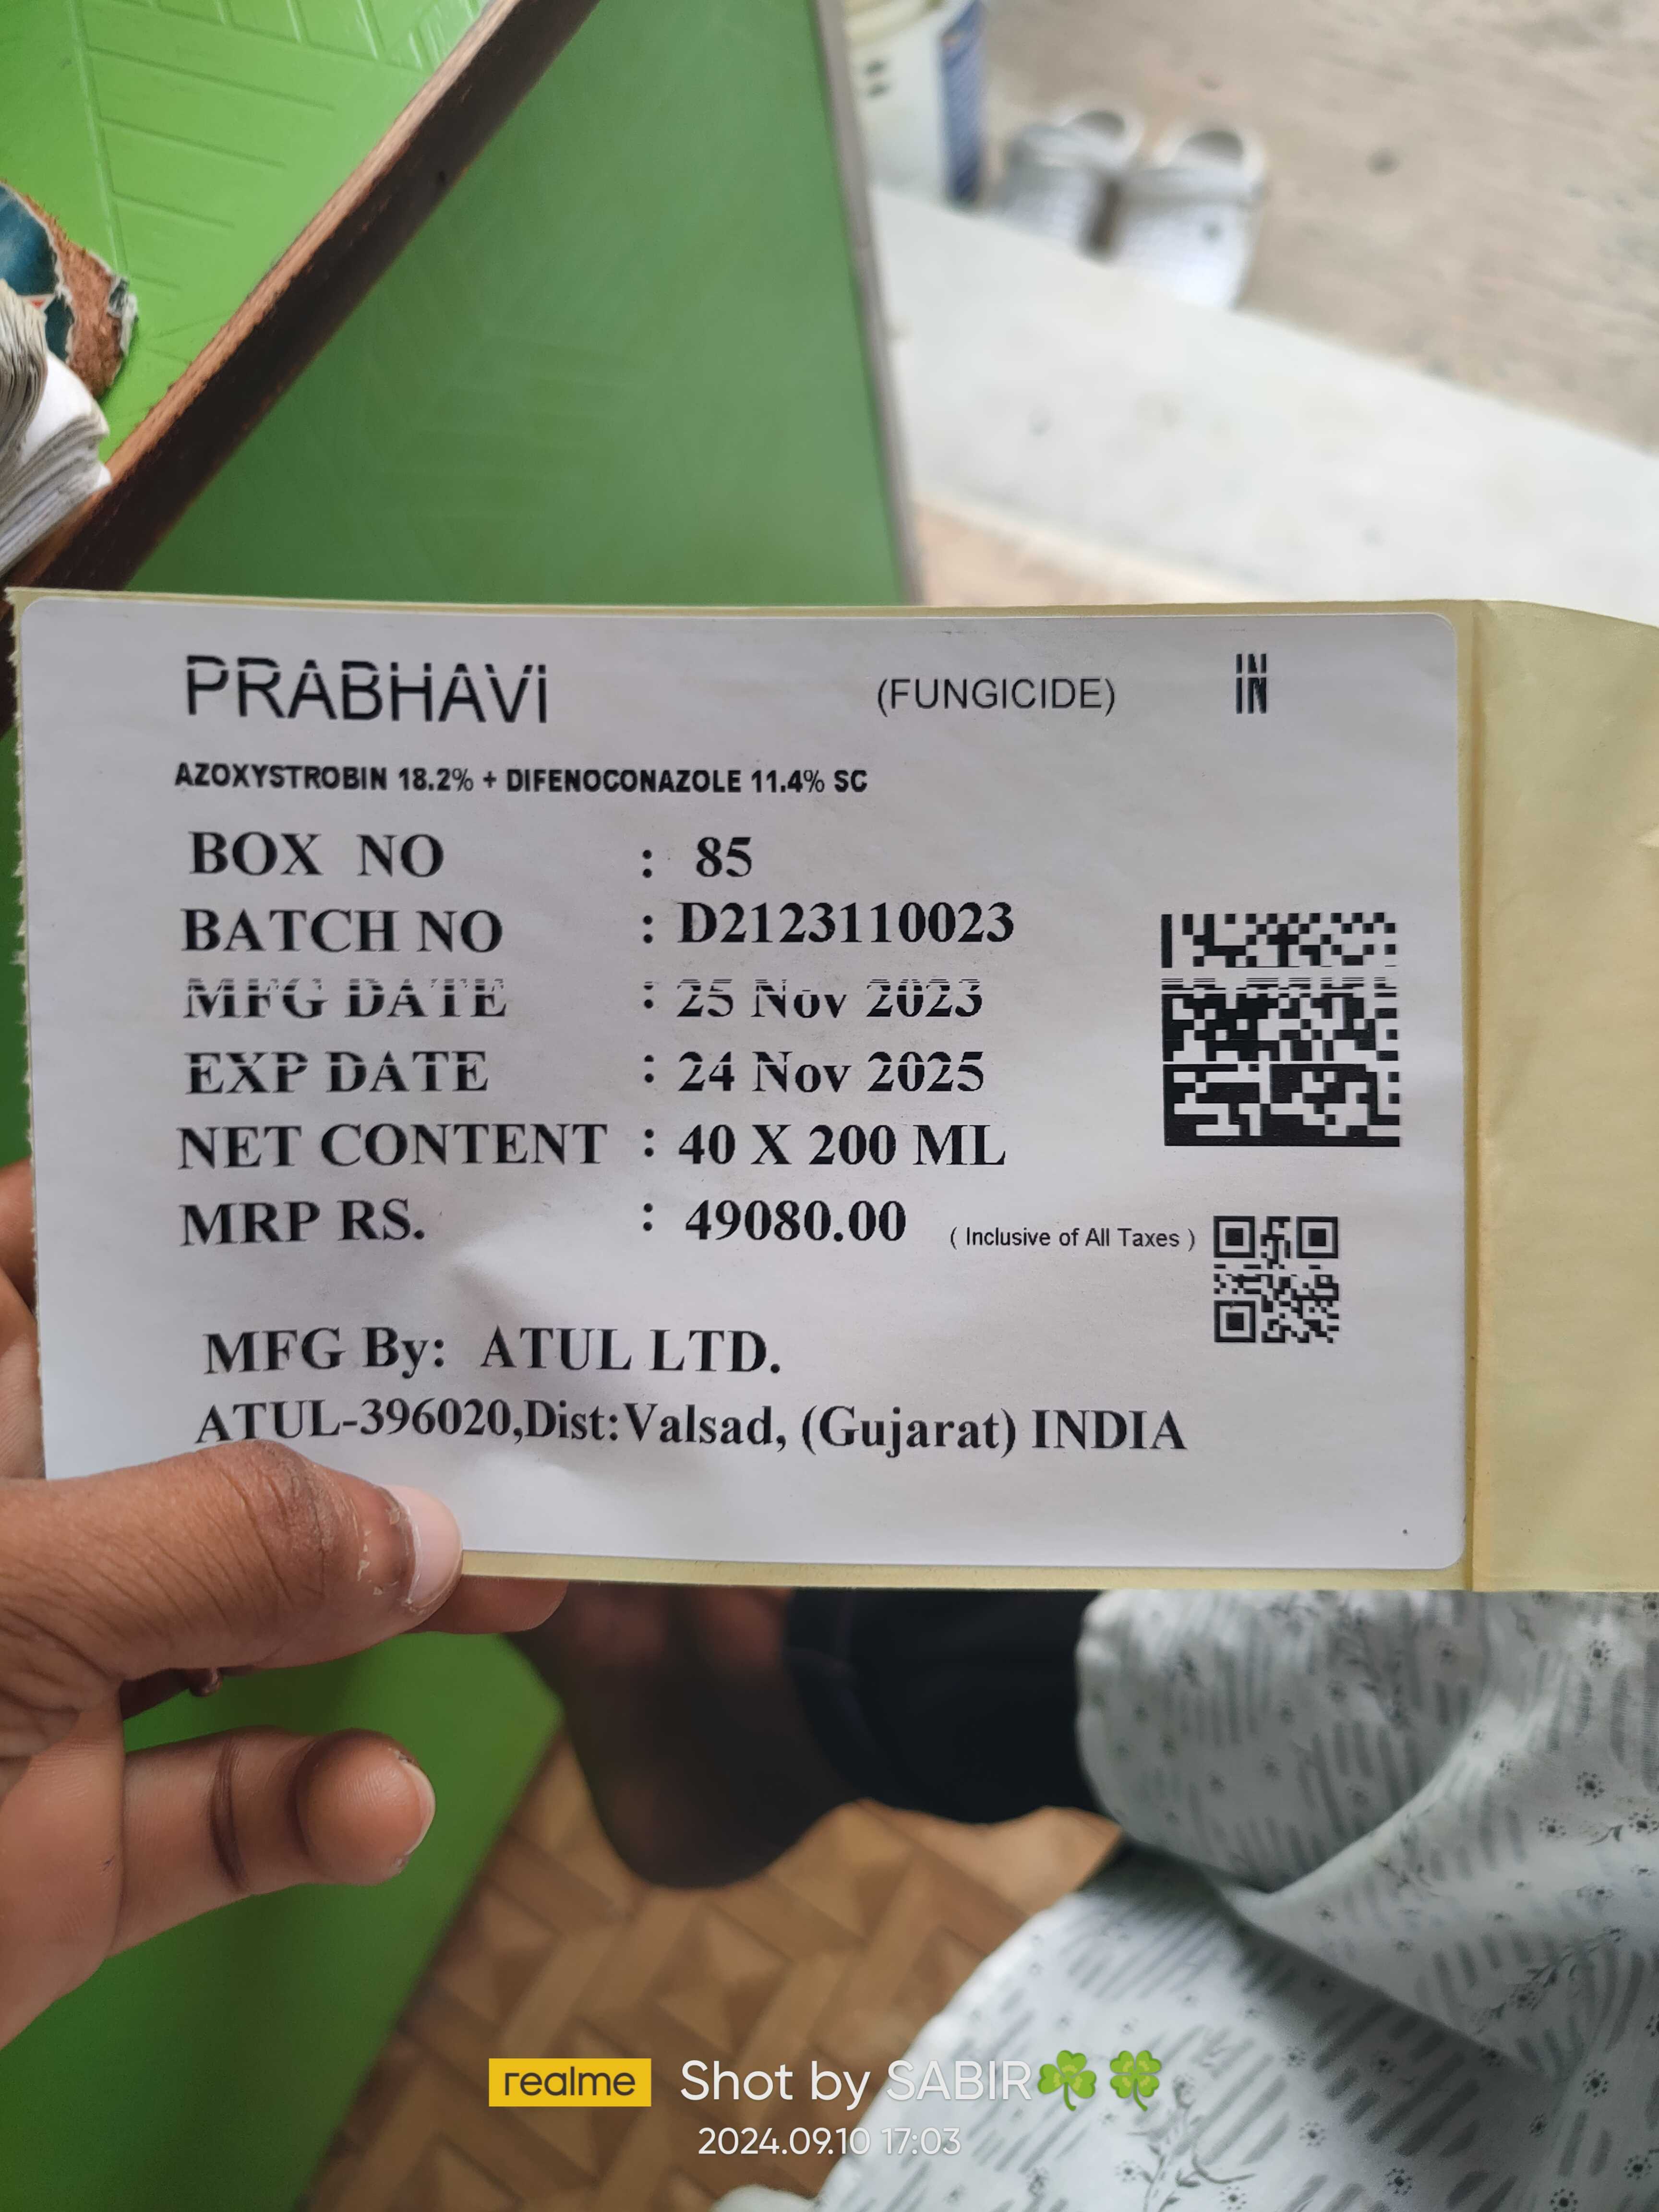 PRABHAVI (FUNGICIDE) IN
AZOXYSTROBIN 18.2% + DIFENOCONAZOLE 11.4% SC
BOX NO : 85
BATCH NO : D2123110023
MFG DATE : 25 Nov 2023
EXP DATE : 24 Nov 2025
NET CONTENT : 40 X 200 ML
MRP RS. : 49080.00 ( Inclusive of All Taxes )
MFG By: ATUL LTD.
ATUL-396020,Dist:Valsad, (Gujarat) INDIA
realme Shot by SABIR☘️🍀
2024.09.10 17:03